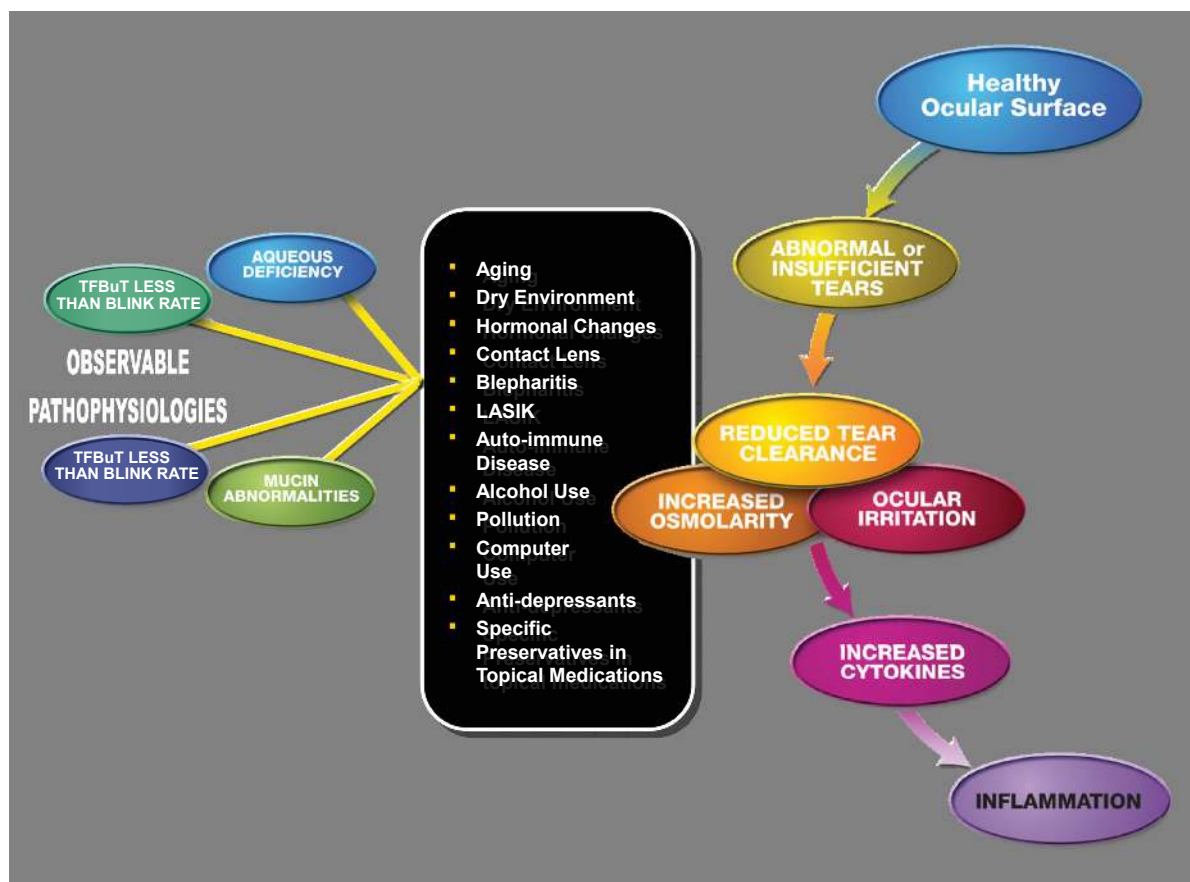 Healthy
Ocular Surface
ABNORMAL or
INSUFFICIENT
TEARS
AQUEOUS
DEFICIENCY
TFBuT LESS
THAN BLINK RATE
OBSERVABLE
PATHOPHYSIOLOGIES
TFBuT LESS
THAN BLINK RATE
MUCIN
ABNORMALITIES
▪ Aging
▪ Dry Environment
▪ Hormonal Changes
▪ Contact Lens
▪ Blepharitis
▪ LASIK
▪ Auto-immune
Disease
▪ Alcohol Use
▪ Pollution
▪ Computer
Use
▪ Anti-depressants
▪ Specific
Preservatives in
Topical Medications
REDUCED TEAR
CLEARANCE
INCREASED
OSMOLARITY
OCULAR
IRRITATION
INCREASED
CYTOKINES
INFLAMMATION